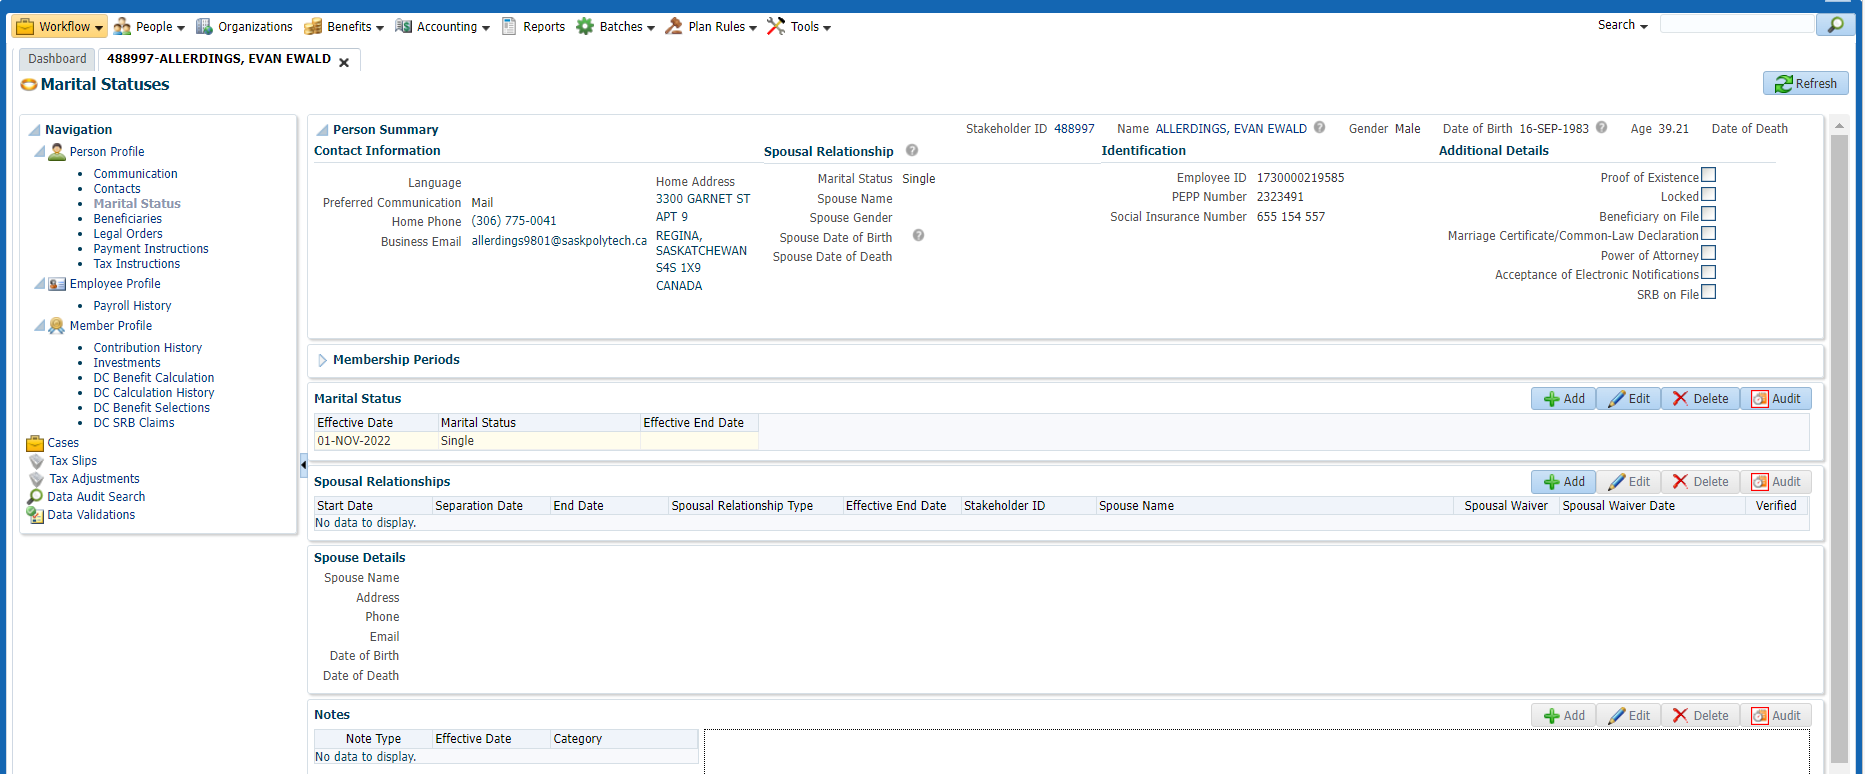 Workflow People Organizations Benefits Accounting Reports Batches Plan Rules Tools Search
Dashboard 488997-ALLERDINGS, EVAN EWALD
Marital Statuses
Refresh
Navigation
Person Profile
Communication
Contacts
Marital Status
Beneficiaries
Legal Orders
Payment Instructions
Tax Instructions
Employee Profile
Payroll History
Member Profile
Contribution History
Investments
DC Benefit Calculation
DC Calculation History
DC Benefit Selections
DC SRB Claims
Cases
Tax Slips
Tax Adjustments
Data Audit Search
Data Validations
Person Summary Stakeholder ID 488997 Name ALLERDINGS, EVAN EWALD Gender Male Date of Birth 16-SEP-1983 Age 39.21 Date of Death
Contact Information
Language
Preferred Communication Mail
Home Phone (306) 775-0041
Business Email allerdings9801@saskpolytech.ca
Home Address
3300 GARNET ST
APT 9
REGINA,
SASKATCHEWAN
S4S 1X9
CANADA
Spousal Relationship
Marital Status Single
Spouse Name
Spouse Gender
Spouse Date of Birth
Spouse Date of Death
Identification
Employee ID 1730000219585
PEPP Number 2323491
Social Insurance Number 655 154 557
Additional Details
Proof of Existence
Locked
Beneficiary on File
Marriage Certificate/Common-Law Declaration
Power of Attorney
Acceptance of Electronic Notifications
SRB on File
Membership Periods
Marital Status Add Edit Delete Audit
Effective Date Marital Status Effective End Date
01-NOV-2022 Single
Spousal Relationships Add Edit Delete Audit
Start Date Separation Date End Date Spousal Relationship Type Effective End Date Stakeholder ID Spouse Name Spousal Waiver Spousal Waiver Date Verified
No data to display.
Spouse Details
Spouse Name
Address
Phone
Email
Date of Birth
Date of Death
Notes Add Edit Delete Audit
Note Type Effective Date Category
No data to display.